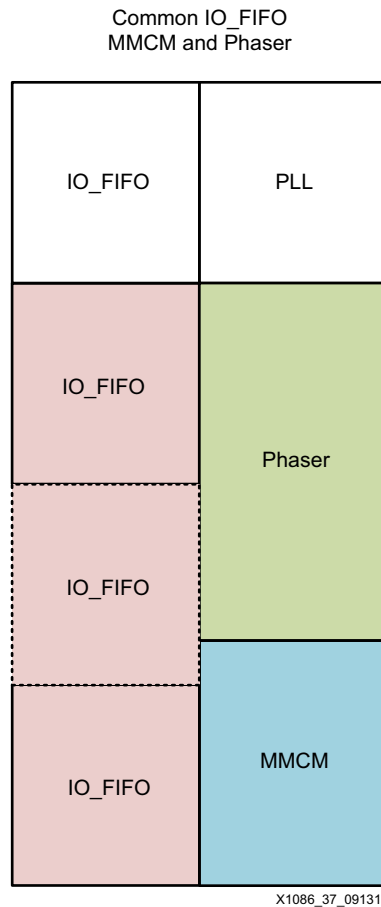 Common IO_FIFO
MMCM and Phaser
IO_FIFO
PLL
IO_FIFO
Phaser
IO_FIFO
MMCM
IO_FIFO
X1086_37_09131